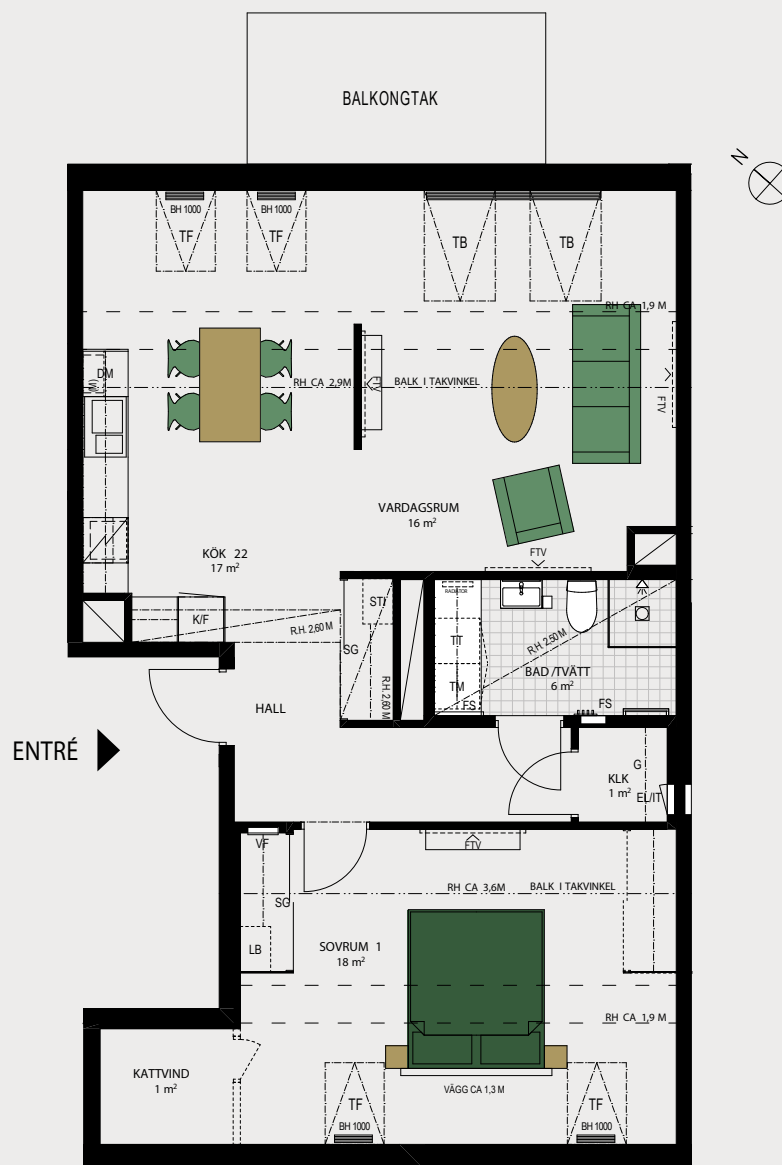 BALKONGTAK
N
BH 1000
TF
BH 1000
TF
TB
TB
RH CA 1,9 M
DM
(M)
RH CA 2,9M
FTV
BALK I TAKVINKEL
FTV
VARDAGSRUM
16 m²
KÖK 22
17 m²
FTV
K/F
R.H. 2,60 M
STI
SG
R.H. 2,60 M
RADIATOR
TT
TM
FS
R.H. 2,50 M
BAD /TVÄTT
6 m²
FS
HALL
ENTRÉ
KLK
1 m²
G
EL/IT
VF
SG
LB
FTV
RH CA 3,6M
BALK I TAKVINKEL
SOVRUM 1
18 m²
RH CA 1,9 M
KATTVIND
1 m²
VÄGG CA 1,3 M
TF
BH 1000
TF
BH 1000